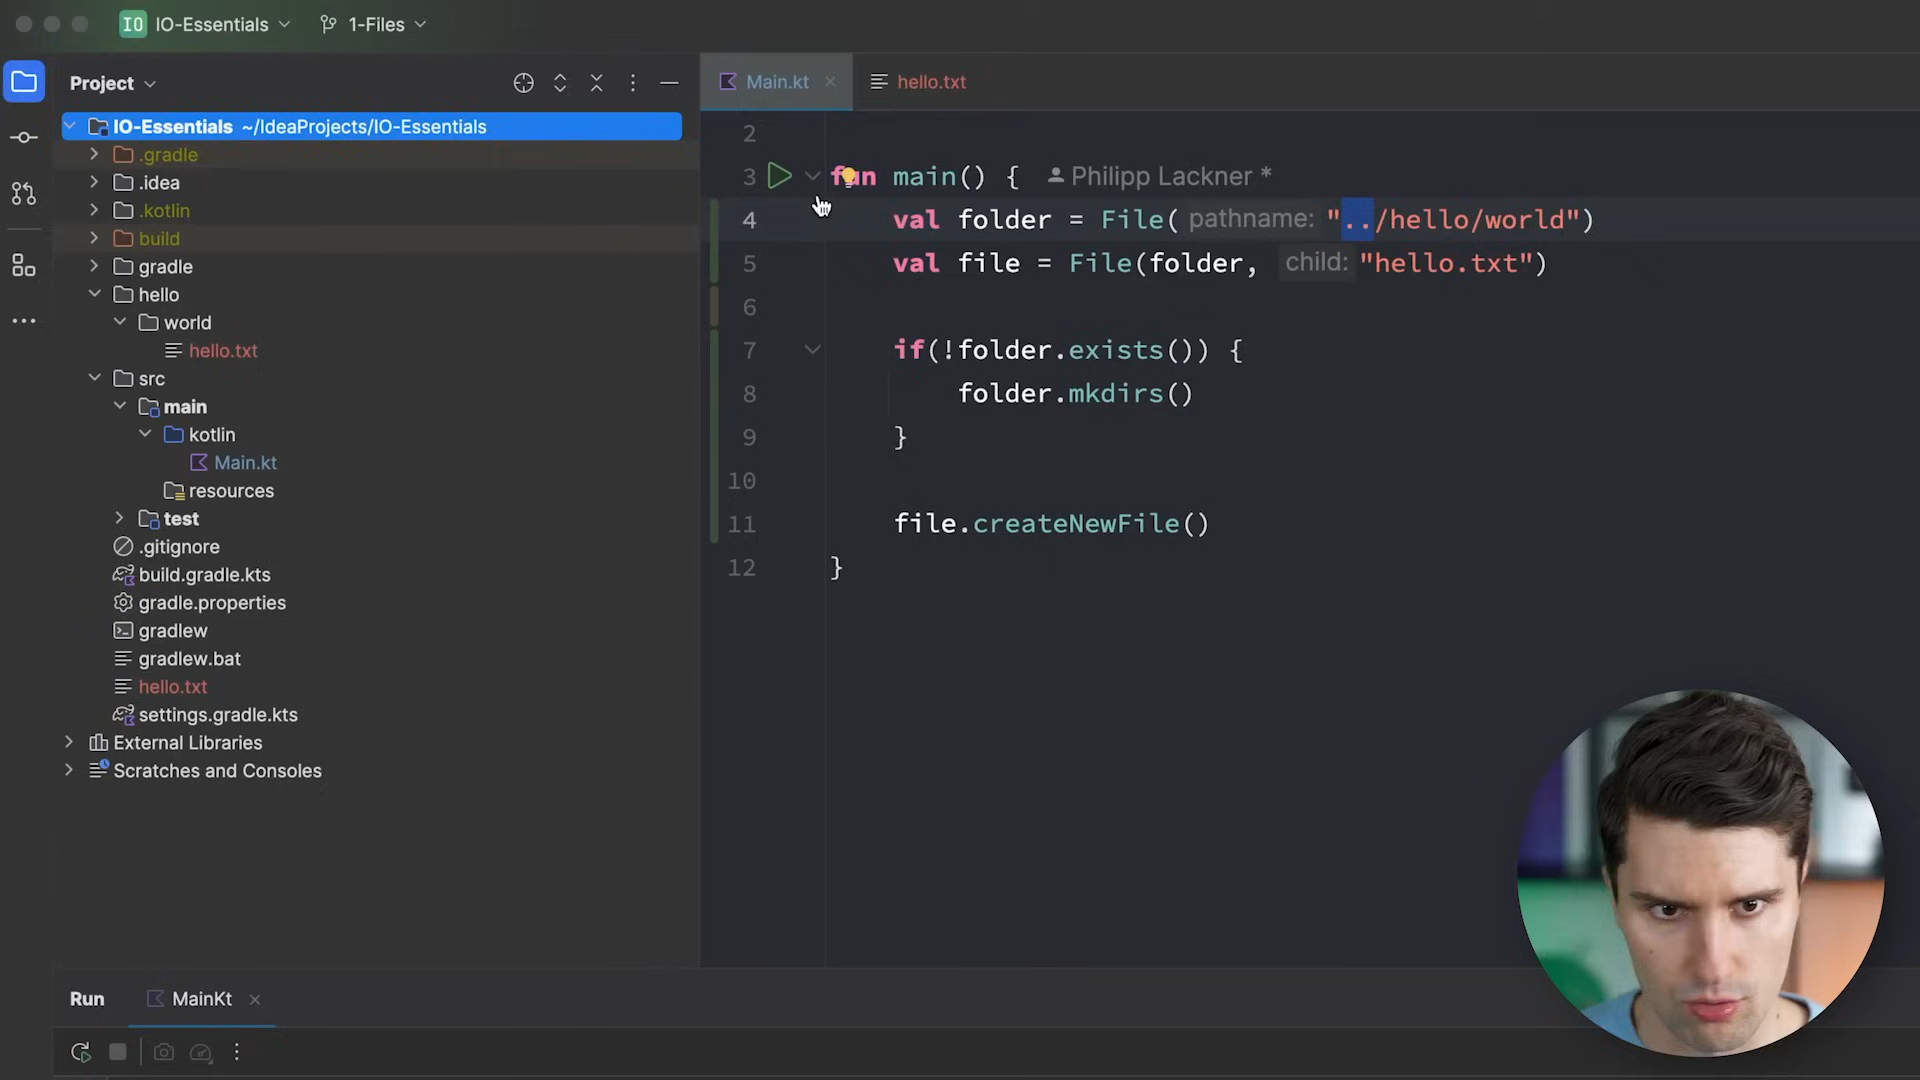 IO IO-Essentials 1-Files
Project
IO-Essentials ~/IdeaProjects/IO-Essentials
.gradle
.idea
.kotlin
build
gradle
hello
world
hello.txt
src
main
kotlin
Main.kt
resources
test
.gitignore
build.gradle.kts
gradle.properties
gradlew
gradlew.bat
hello.txt
settings.gradle.kts
External Libraries
Scratches and Consoles
Main.kt hello.txt
2
3 fun main() { Philipp Lackner *
4 val folder = File( pathname: "../hello/world")
5 val file = File(folder, child: "hello.txt")
6
7 if(!folder.exists()) {
8 folder.mkdirs()
9 }
10
11 file.createNewFile()
12 }
Run MainKt